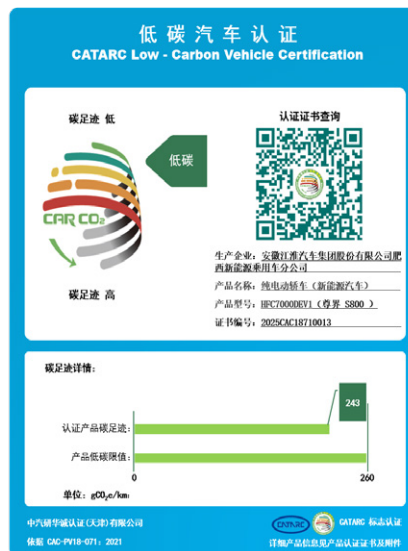 低碳汽车认证
CATARC Low - Carbon Vehicle Certification
碳足迹 低
低碳
CAR CO₂
碳足迹 高
认证证书查询
生产企业：安徽江淮汽车集团股份有限公司肥
西新能源乘用车分公司
产品名称：纯电动轿车（新能源汽车）
产品型号：HFC7000DEV1（尊界 S800 ）
证书编号：2025CAC18710013
碳足迹详情：
243
认证产品碳足迹：
产品低碳限值：
0
260
单位：gCO₂e/km
中汽研华诚认证(天津)有限公司
依据 CAC-PV18-071：2021
CATARC
CATARC 标志认证
详细产品信息见产品认证证书及附件